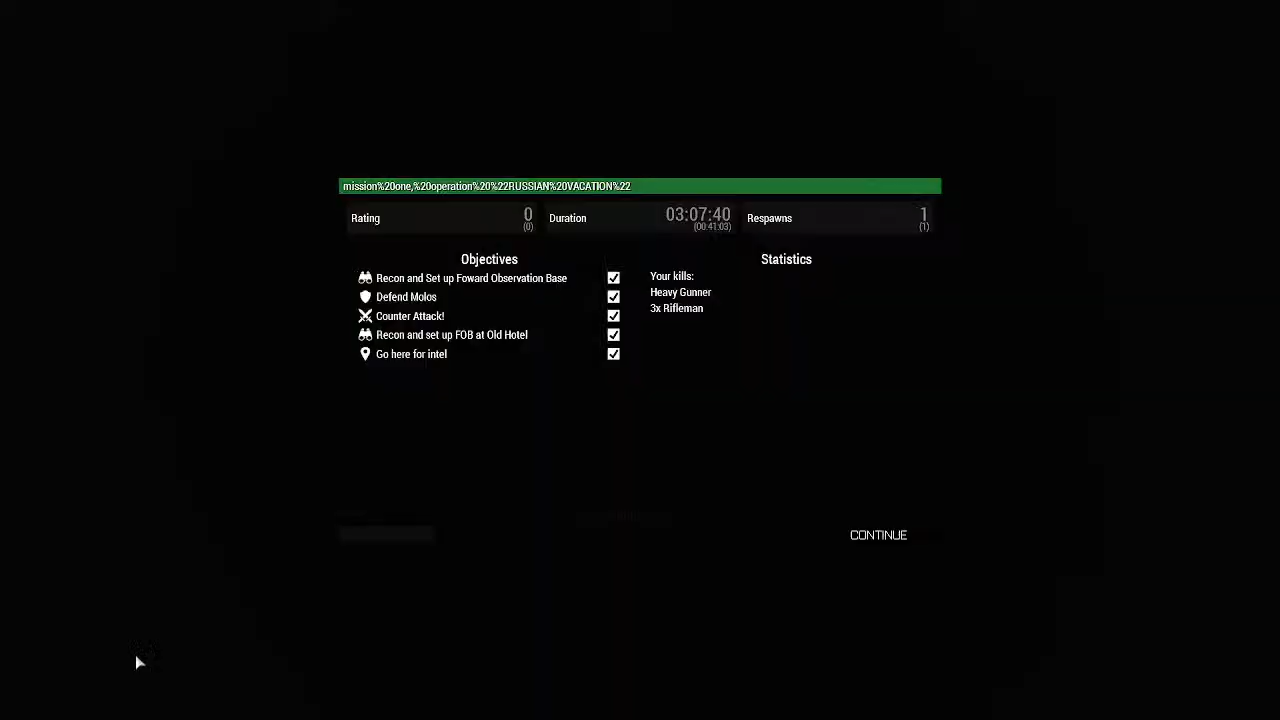 mission%20one,%20operation%20%22RUSSIAN%20VACATION%22
Rating 0 (0) Duration 03:07:40 (00:41:03) Respawns 1 (1)
Objectives
Recon and Set up Foward Observation Base
Defend Molos
Counter Attack!
Recon and set up FOB at Old Hotel
Go here for intel
Statistics
Your kills:
Heavy Gunner
3x Rifleman
CONTINUE